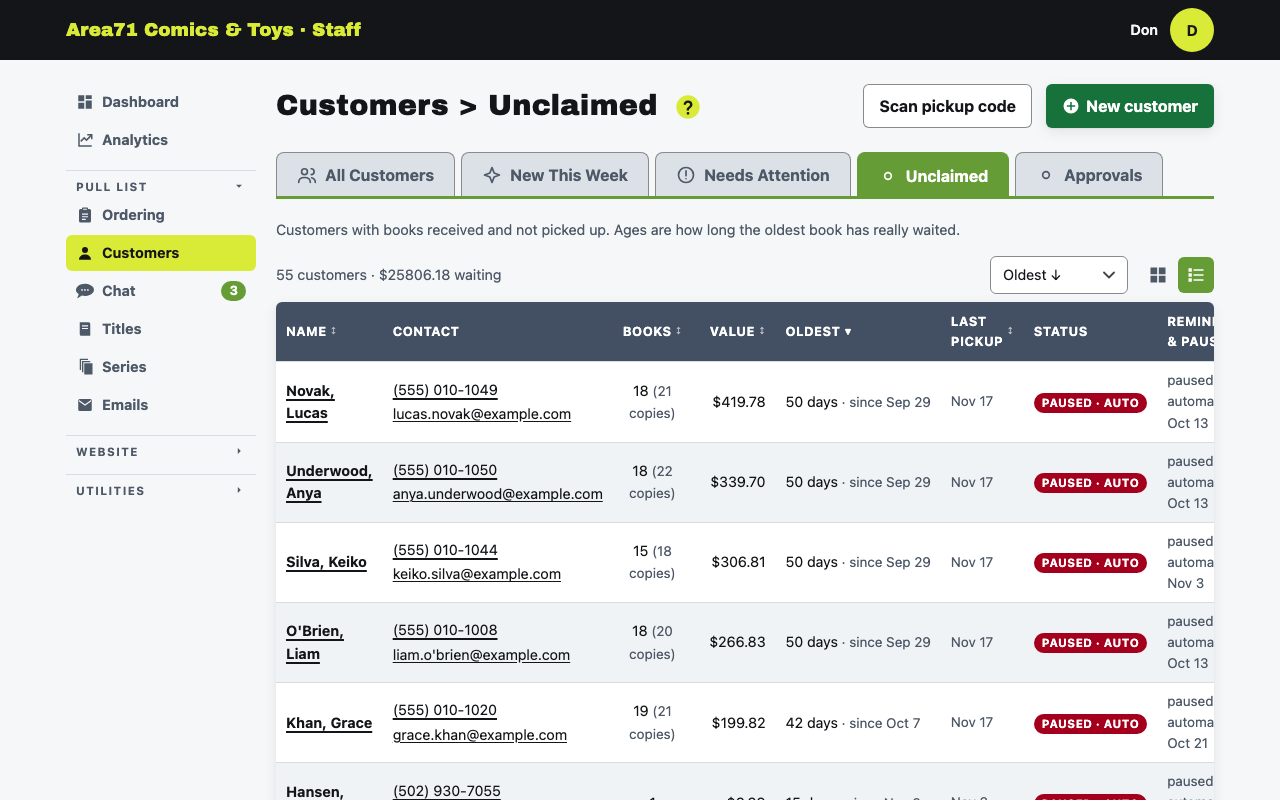 Area71 Comics & Toys · Staff
Don
D
Dashboard
Analytics
PULL LIST
Ordering
Customers
Chat
3
Titles
Series
Emails
WEBSITE
UTILITIES
Customers > Unclaimed
?
Scan pickup code
New customer
All Customers
New This Week
Needs Attention
Unclaimed
Approvals
Customers with books received and not picked up. Ages are how long the oldest book has really waited.
55 customers · $25806.18 waiting
Oldest ↓
NAME ↕ CONTACT BOOKS ↕ VALUE ↕ OLDEST ▼ LAST PICKUP ↕ STATUS
Novak, Lucas
(555) 010-1049
lucas.novak@example.com
18 (21 copies)
$419.78
50 days · since Sep 29
Nov 17
PAUSED · AUTO
paused
Oct 13
Underwood, Anya
(555) 010-1050
anya.underwood@example.com
18 (22 copies)
$339.70
50 days · since Sep 29
Nov 17
PAUSED · AUTO
paused
Oct 13
Silva, Keiko
(555) 010-1044
keiko.silva@example.com
15 (18 copies)
$306.81
50 days · since Sep 29
Nov 17
PAUSED · AUTO
paused
Nov 3
O'Brien, Liam
(555) 010-1008
liam.o'brien@example.com
18 (20 copies)
$266.83
50 days · since Sep 29
Nov 17
PAUSED · AUTO
paused
Oct 13
Khan, Grace
(555) 010-1020
grace.khan@example.com
19 (21 copies)
$199.82
42 days · since Oct 7
Nov 17
PAUSED · AUTO
paused
Oct 21
Hansen,
(502) 930-7055
paused